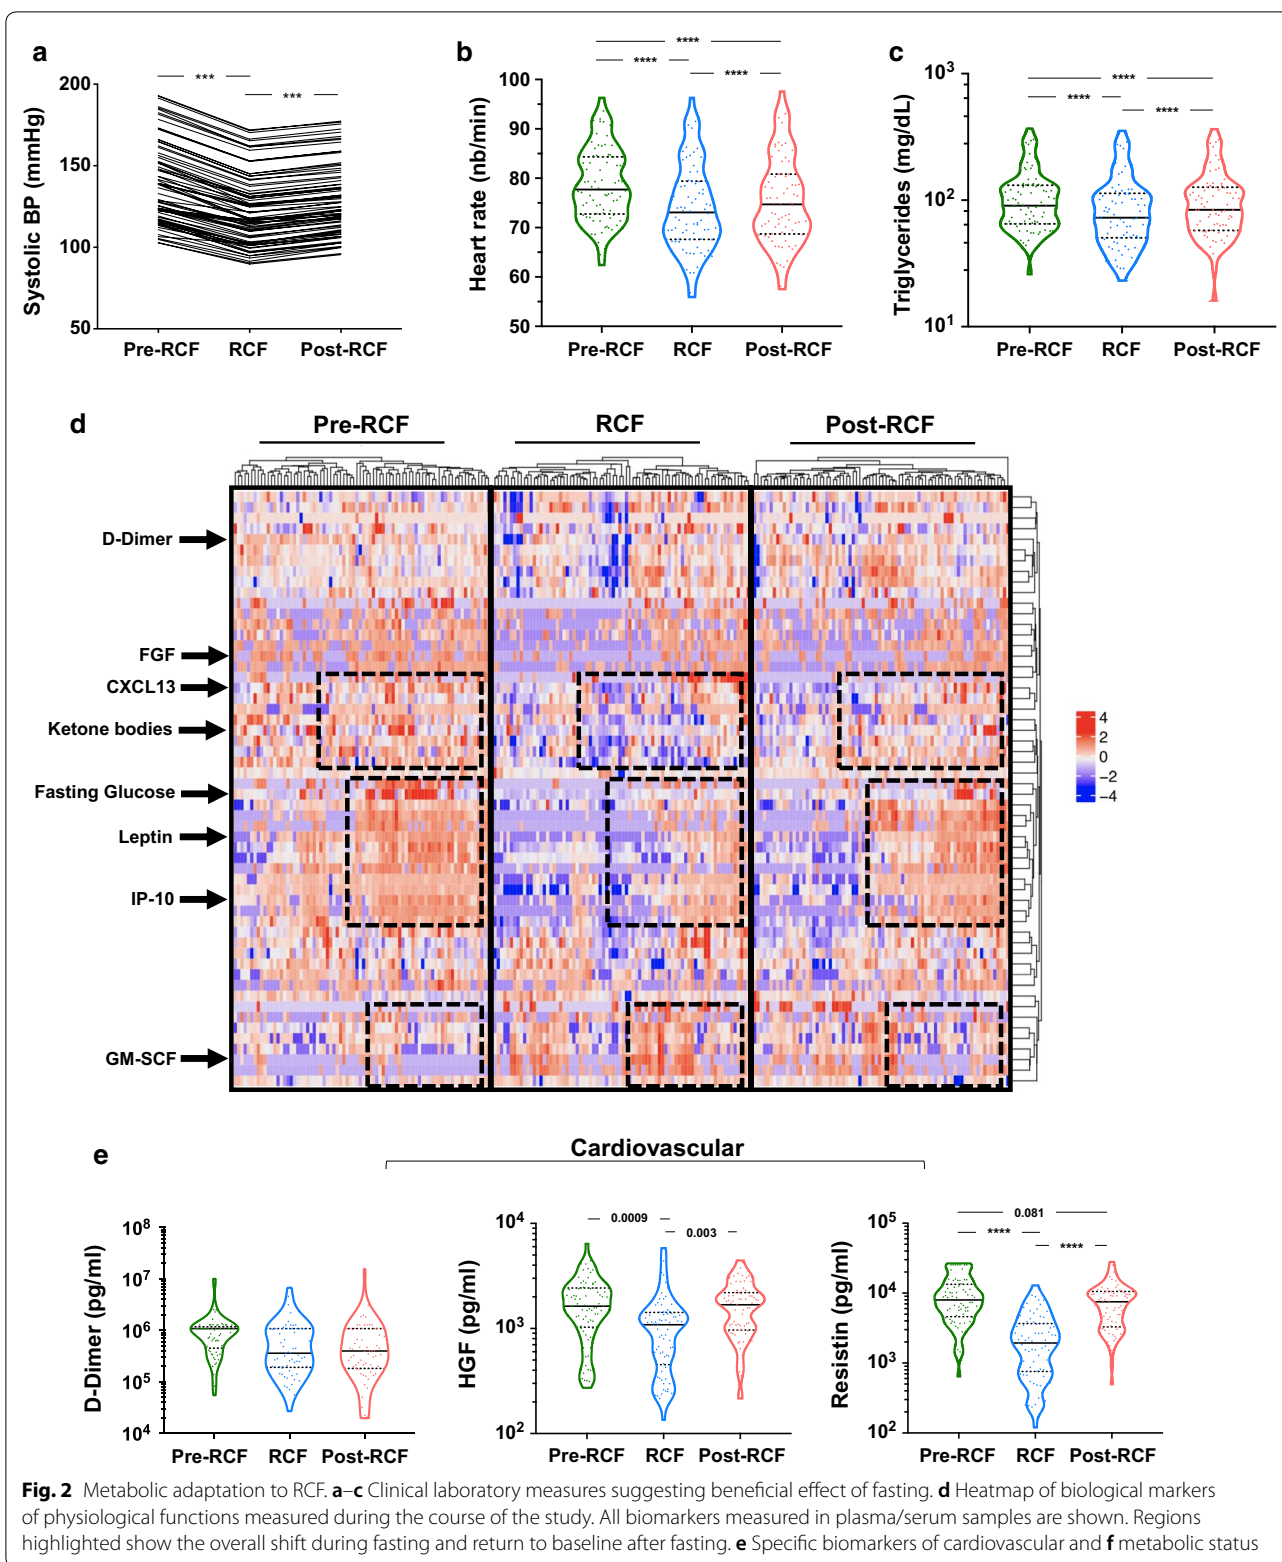 a
***
***
200
150
100
50
Systolic BP (mmHg)
Pre-RCF RCF Post-RCF
b
****
****
****
100
90
80
70
60
50
Heart rate (nb/min)
Pre-RCF RCF Post-RCF
c
****
****
****
10³
10²
10¹
Triglycerides (mg/dL)
Pre-RCF RCF Post-RCF
d
Pre-RCF RCF Post-RCF
D-Dimer
FGF
CXCL13
Ketone bodies
Fasting Glucose
Leptin
IP-10
GM-SCF
4
2
0
−2
−4
e
Cardiovascular
10⁸
10⁷
10⁶
10⁵
10⁴
D-Dimer (pg/ml)
Pre-RCF RCF Post-RCF
0.0009
0.003
10⁴
10³
10²
HGF (pg/ml)
Pre-RCF RCF Post-RCF
0.081
****
****
10⁵
10⁴
10³
10²
Resistin (pg/ml)
Pre-RCF RCF Post-RCF
Fig. 2 Metabolic adaptation to RCF. a–c Clinical laboratory measures suggesting beneficial effect of fasting. d Heatmap of biological markers
of physiological functions measured during the course of the study. All biomarkers measured in plasma/serum samples are shown. Regions
highlighted show the overall shift during fasting and return to baseline after fasting. e Specific biomarkers of cardiovascular and f metabolic status